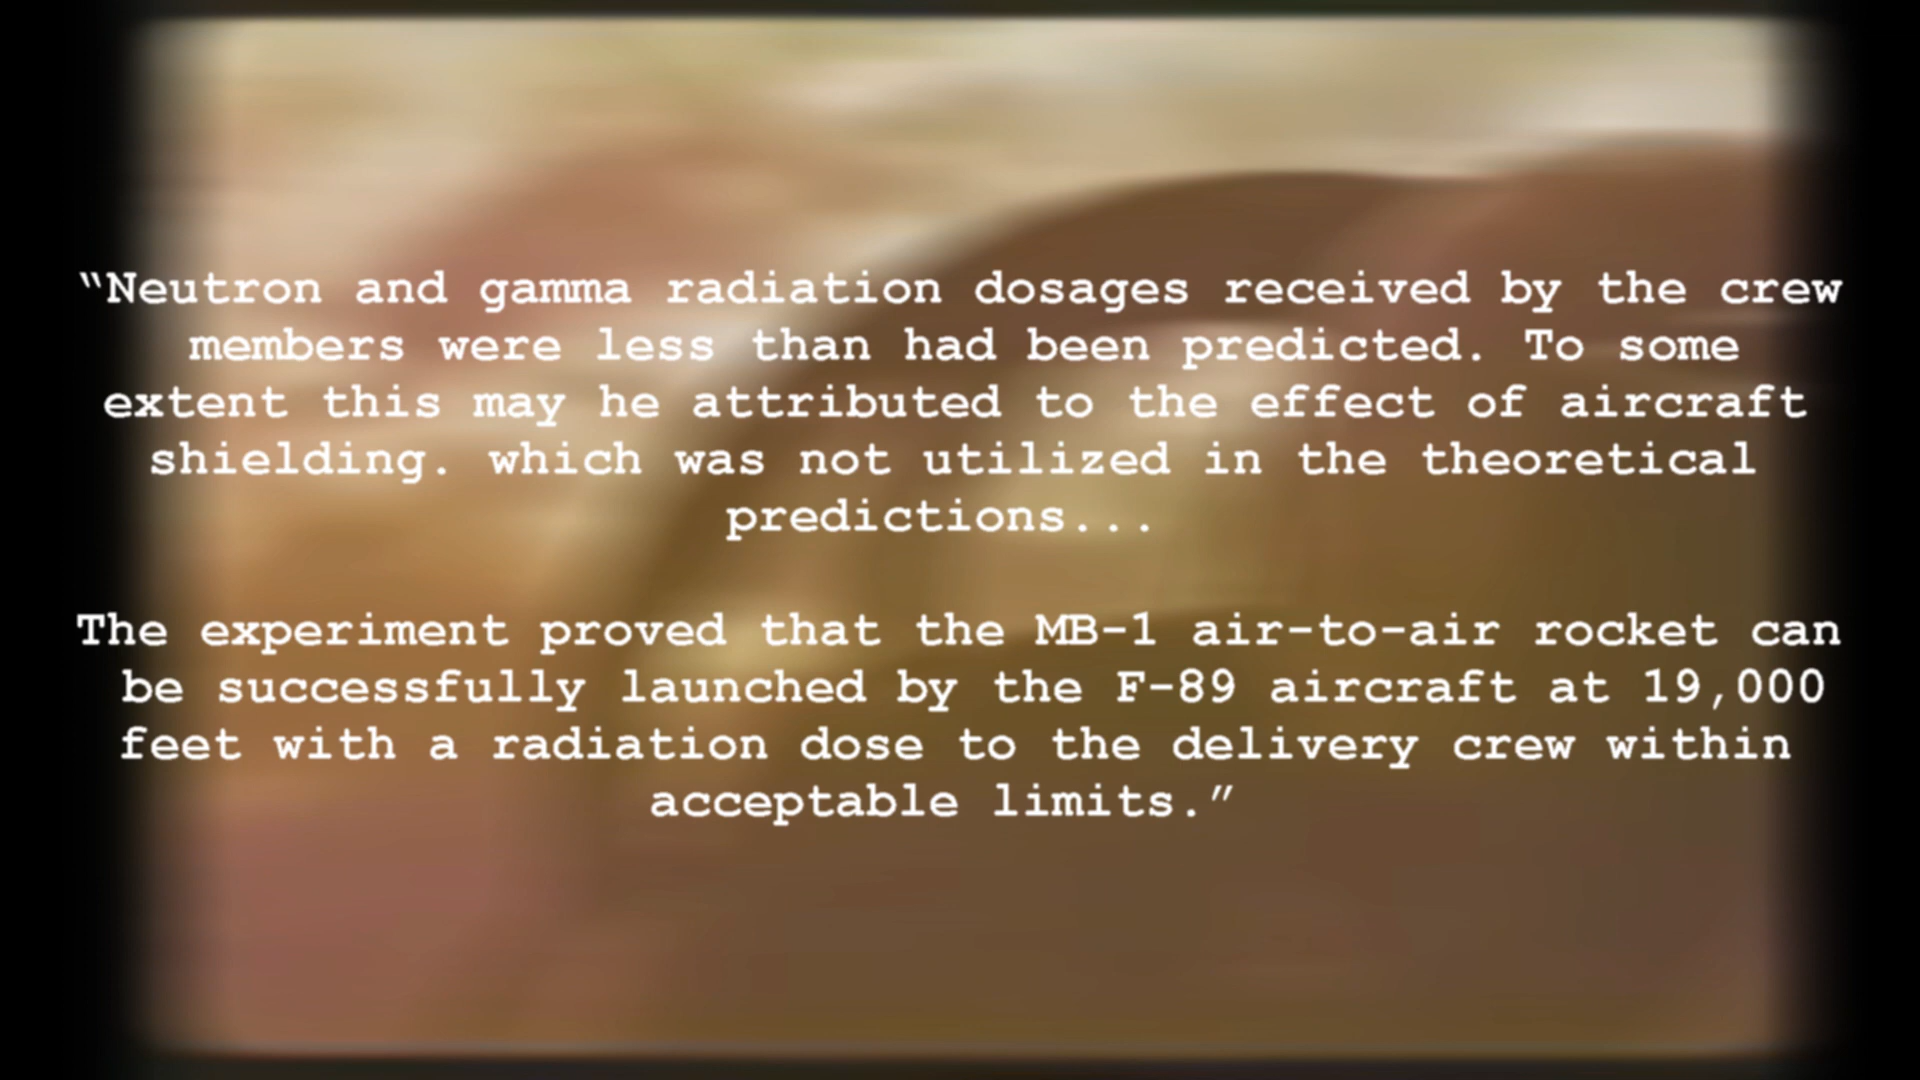 “Neutron and gamma radiation dosages received by the crew
members were less than had been predicted. To some
extent this may he attributed to the effect of aircraft
shielding. which was not utilized in the theoretical
predictions...
The experiment proved that the MB-1 air-to-air rocket can
be successfully launched by the F-89 aircraft at 19,000
feet with a radiation dose to the delivery crew within
acceptable limits.”